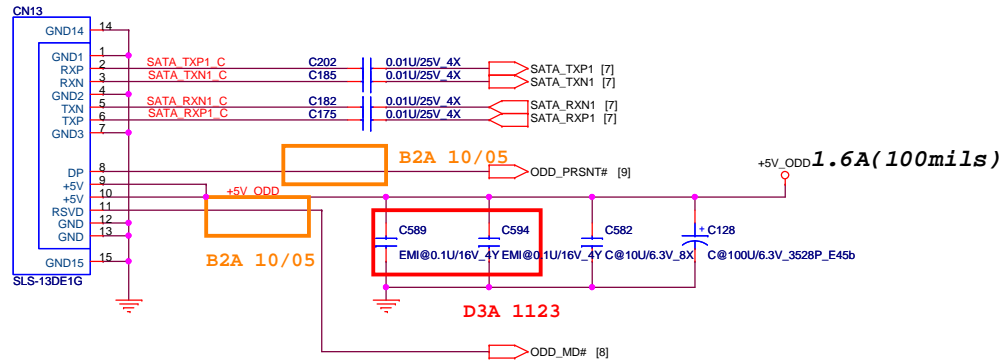 CN13
GND14 14
GND1 1
RXP 2 SATA_TXP1_C C202 0.01U/25V_4X SATA_TXP1 [7]
RXN 3 SATA_TXN1_C C185 0.01U/25V_4X SATA_TXN1 [7]
GND2 4
TXN 5 SATA_RXN1_C C182 0.01U/25V_4X SATA_RXN1 [7]
TXP 6 SATA_RXP1_C C175 0.01U/25V_4X SATA_RXP1 [7]
GND3 7
B2A 10/05
DP 8 ODD_PRSNT# [9]
+5V_ODD 1.6A(100mils)
+5V 9
+5V 10 +5V_ODD
RSVD 11
GND 12
GND 13
C589 C594 C582 + C128
EMI@0.1U/16V_4Y EMI@0.1U/16V_4Y C@10U/6.3V_8X C@100U/6.3V_3528P_E45b
GND15 15
B2A 10/05
SLS-13DE1G
D3A 1123
ODD_MD# [8]